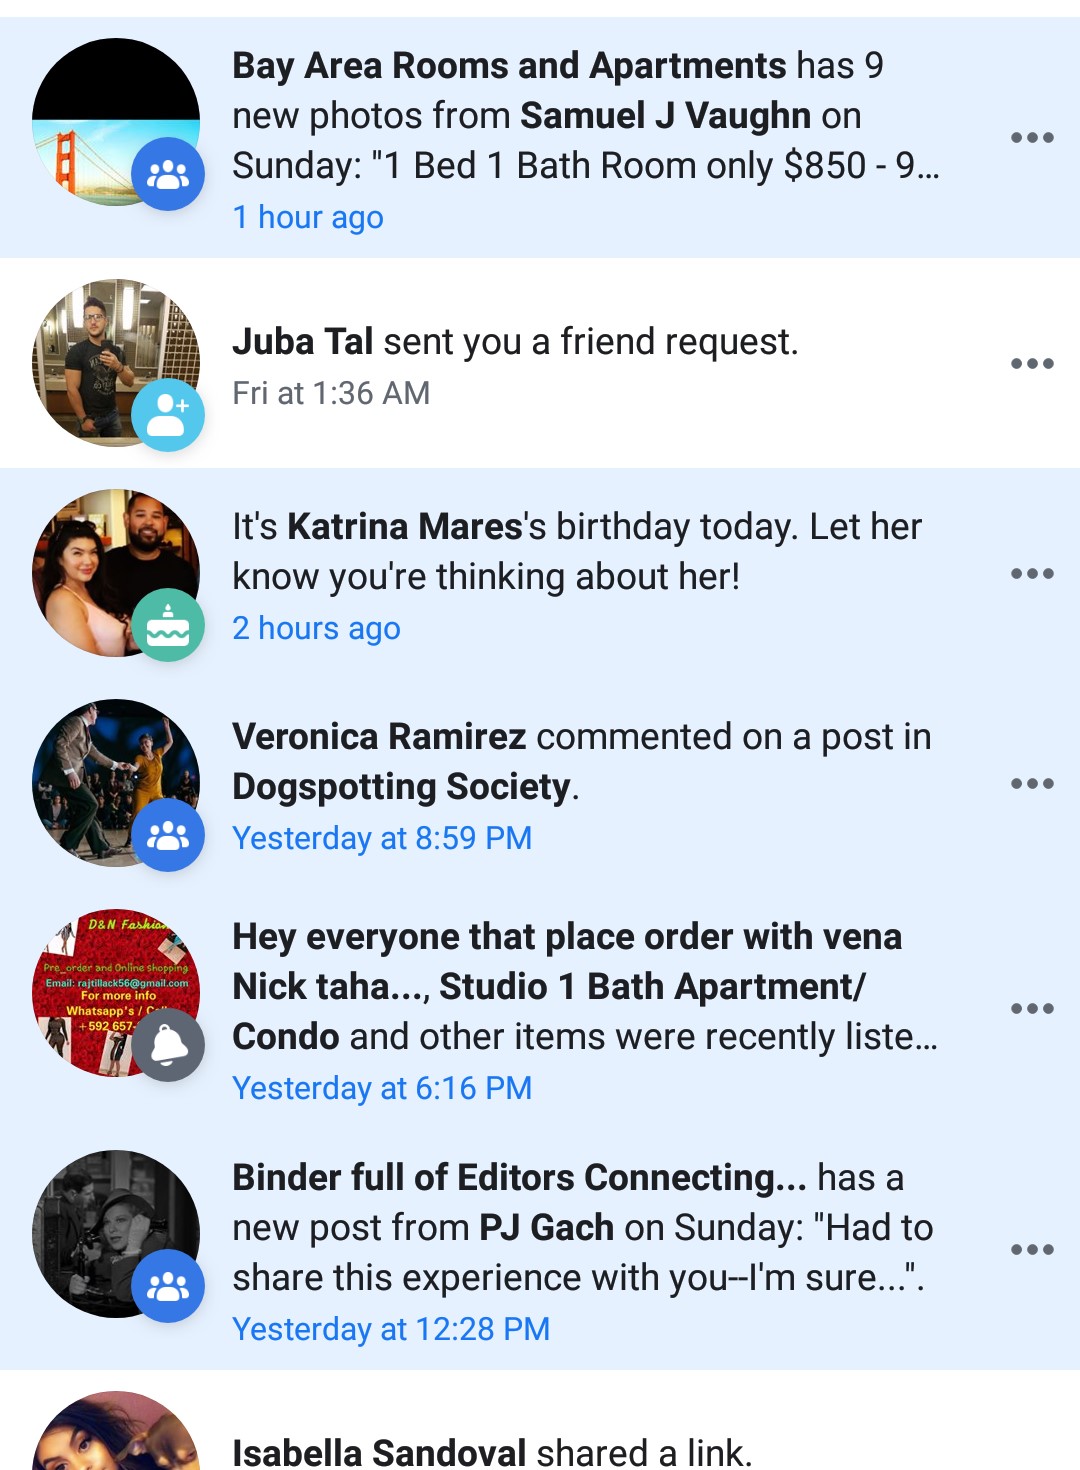 Bay Area Rooms and Apartments has 9
new photos from Samuel J Vaughn on
Sunday: "1 Bed 1 Bath Room only $850 - 9...
1 hour ago
Juba Tal sent you a friend request.
Fri at 1:36 AM
It's Katrina Mares's birthday today. Let her
know you're thinking about her!
2 hours ago
Veronica Ramirez commented on a post in
Dogspotting Society.
Yesterday at 8:59 PM
D&N Fashion
Pre_order and Online shopping
Email: rajtillack56@gmail.com
For more info
Whatsapp's /
+592 657-
Hey everyone that place order with vena
Nick taha..., Studio 1 Bath Apartment/
Condo and other items were recently liste...
Yesterday at 6:16 PM
Binder full of Editors Connecting... has a
new post from PJ Gach on Sunday: "Had to
share this experience with you--I'm sure...".
Yesterday at 12:28 PM
Isabella Sandoval shared a link.